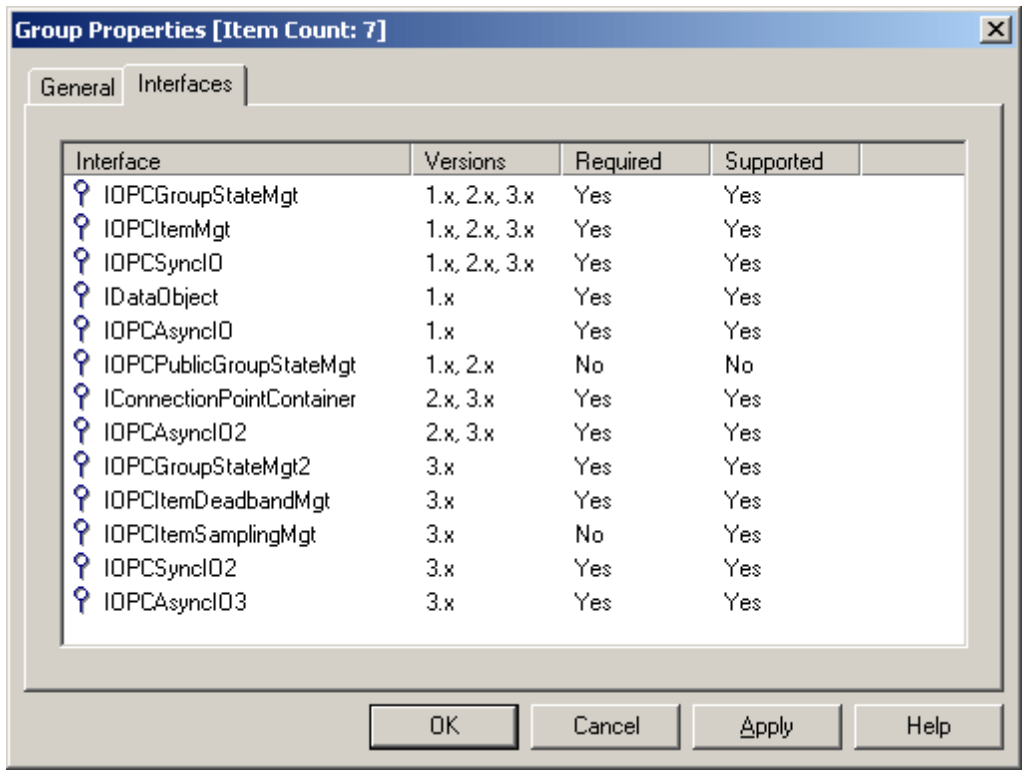 Group Properties [Item Count: 7]
General Interfaces
Interface Versions Required Supported
IOPCGroupStateMgt 1.x, 2.x, 3.x Yes Yes
IOPCItemMgt 1.x, 2.x, 3.x Yes Yes
IOPCSyncIO 1.x, 2.x, 3.x Yes Yes
IDataObject 1.x Yes Yes
IOPCAsyncIO 1.x Yes Yes
IOPCPublicGroupStateMgt 1.x, 2.x No No
IConnectionPointContainer 2.x, 3.x Yes Yes
IOPCAsyncIO2 2.x, 3.x Yes Yes
IOPCGroupStateMgt2 3.x Yes Yes
IOPCItemDeadbandMgt 3.x Yes Yes
IOPCItemSamplingMgt 3.x No Yes
IOPCSyncIO2 3.x Yes Yes
IOPCAsyncIO3 3.x Yes Yes
OK Cancel Apply Help